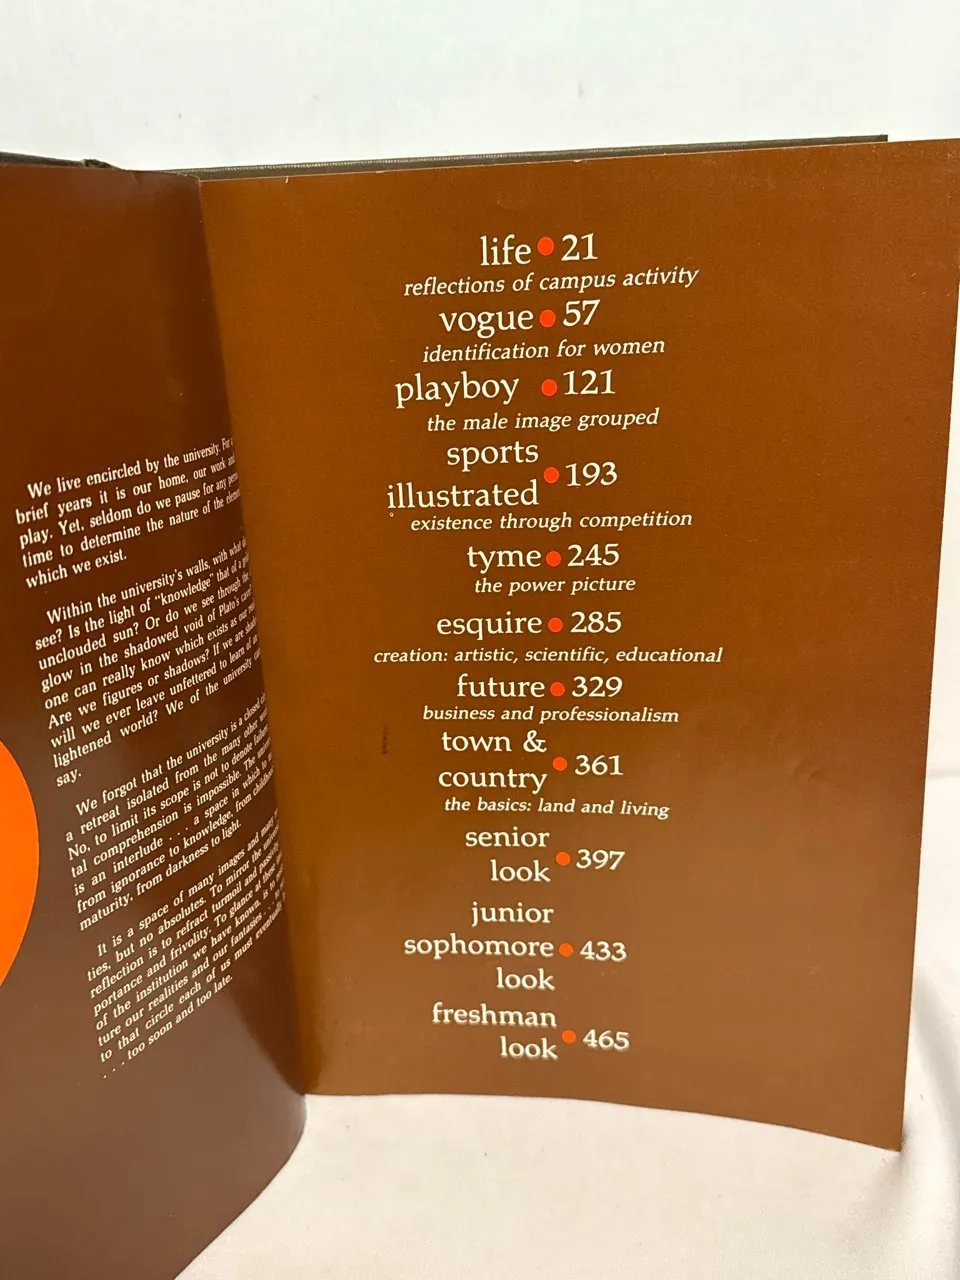 We live encircled by the university. For
brief years it is our home, our work and
play. Yet, seldom do we pause for any
time to determine the nature of the
which we exist.
Within the university's walls, with what
see? Is the light of "knowledge" that of a
unclouded sun? Or do we see through the
glow in the shadowed void of Plato's cave
one can really know which exists as our
Are we figures or shadows? If we are
will we ever leave unfettered to learn of
lightened world? We of the university
say.
We forgot that the university is a closed
a retreat isolated from the many other
No, to limit its scope is not to denote
tal comprehension is impossible. The
is an interlude . . . a space in which to
from ignorance to knowledge, from
maturity, from darkness to light.
It is a space of many images and many
ties, but no absolutes. To mirror the
reflection is to refract turmoil and passivity
portance and frivolity. To glance at
of the institution we have known, is to
ture our realities and our fantasies . . .
to that circle each of us must eventually
. . . too soon and too late.
life • 21
reflections of campus activity
vogue • 57
identification for women
playboy • 121
the male image grouped
sports
illustrated • 193
existence through competition
tyme • 245
the power picture
esquire • 285
creation: artistic, scientific, educational
future • 329
business and professionalism
town &
country • 361
the basics: land and living
senior
look • 397
junior
sophomore • 433
look
freshman
look • 465